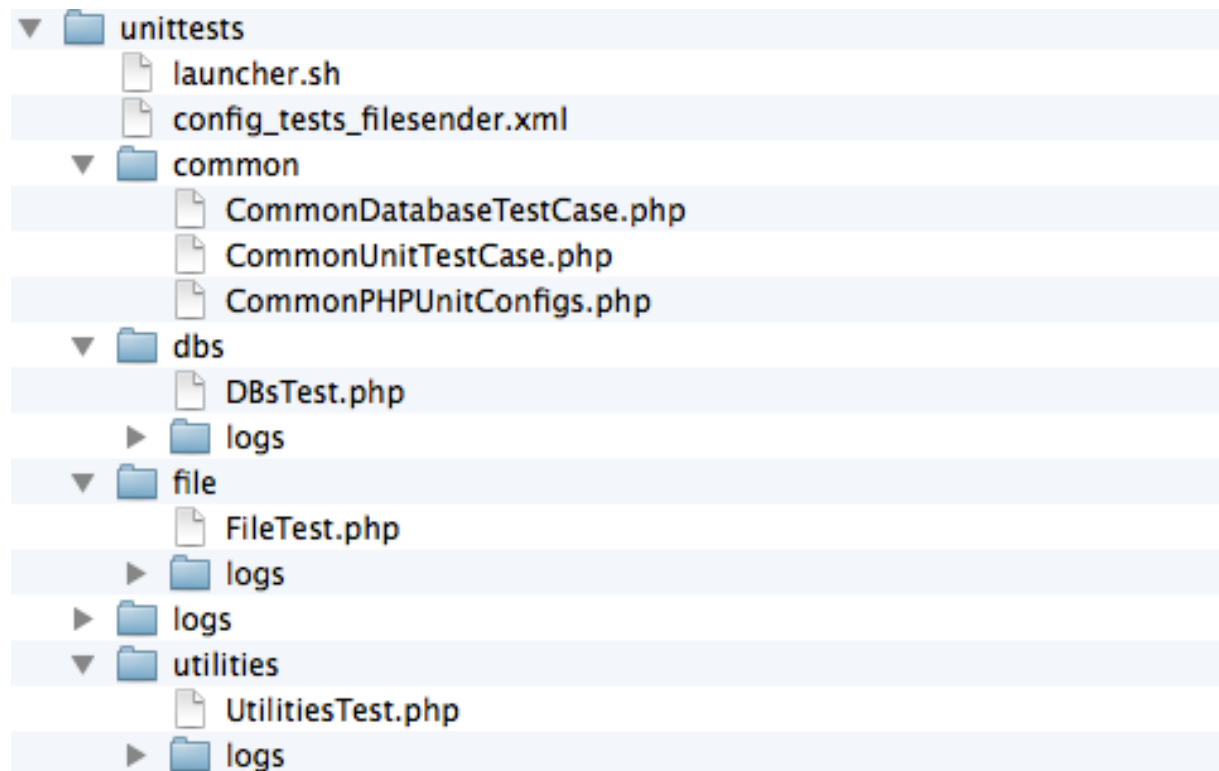 unittests
launcher.sh
config_tests_filesender.xml
common
CommonDatabaseTestCase.php
CommonUnitTestCase.php
CommonPHPUnitConfigs.php
dbs
DBsTest.php
logs
file
FileTest.php
logs
logs
utilities
UtilitiesTest.php
logs